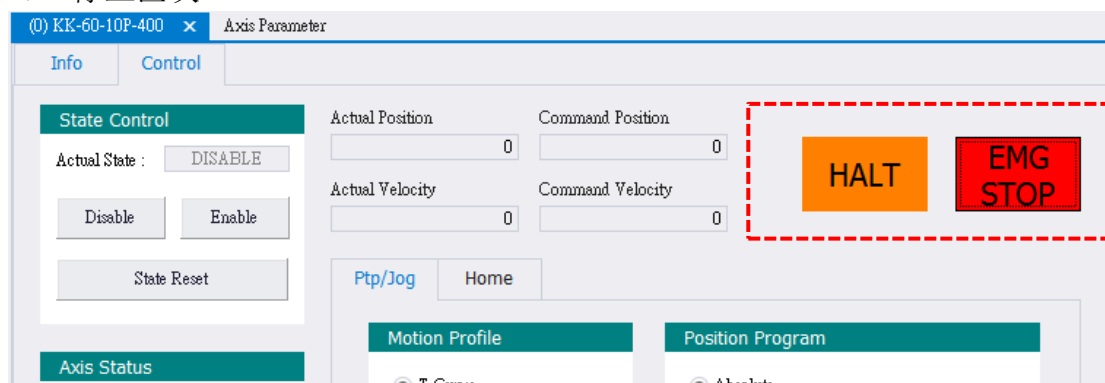 (0) KK-60-10P-400 × Axis Parameter
Info Control
State Control
Actual State : DISABLE
Disable Enable
State Reset
Axis Status
Actual Position Command Position
0 0
Actual Velocity Command Velocity
0 0
HALT
EMG
STOP
Ptp/Jog Home
Motion Profile
Position Program